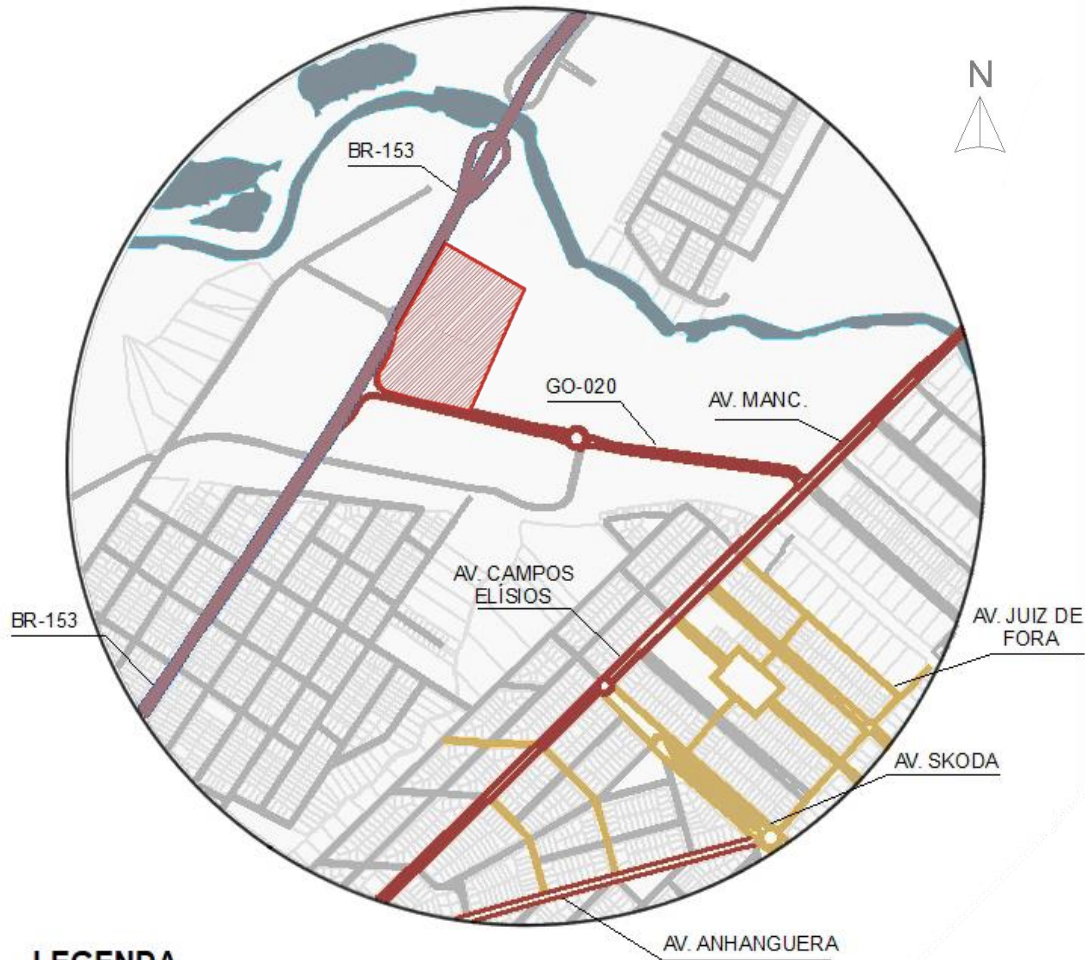 N
BR-153
GO-020
AV. MANC.
AV. CAMPOS
ELÍSIOS
BR-153
AV. JUIZ DE
FORA
AV. SKODA
AV. ANHANGUERA
LEGENDA